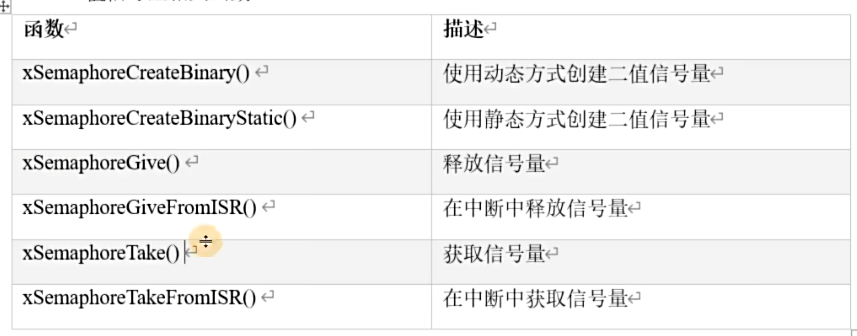 函数 描述
xSemaphoreCreateBinary() 使用动态方式创建二值信号量
xSemaphoreCreateBinaryStatic() 使用静态方式创建二值信号量
xSemaphoreGive() 释放信号量
xSemaphoreGiveFromISR() 在中断中释放信号量
xSemaphoreTake() 获取信号量
xSemaphoreTakeFromISR() 在中断中获取信号量